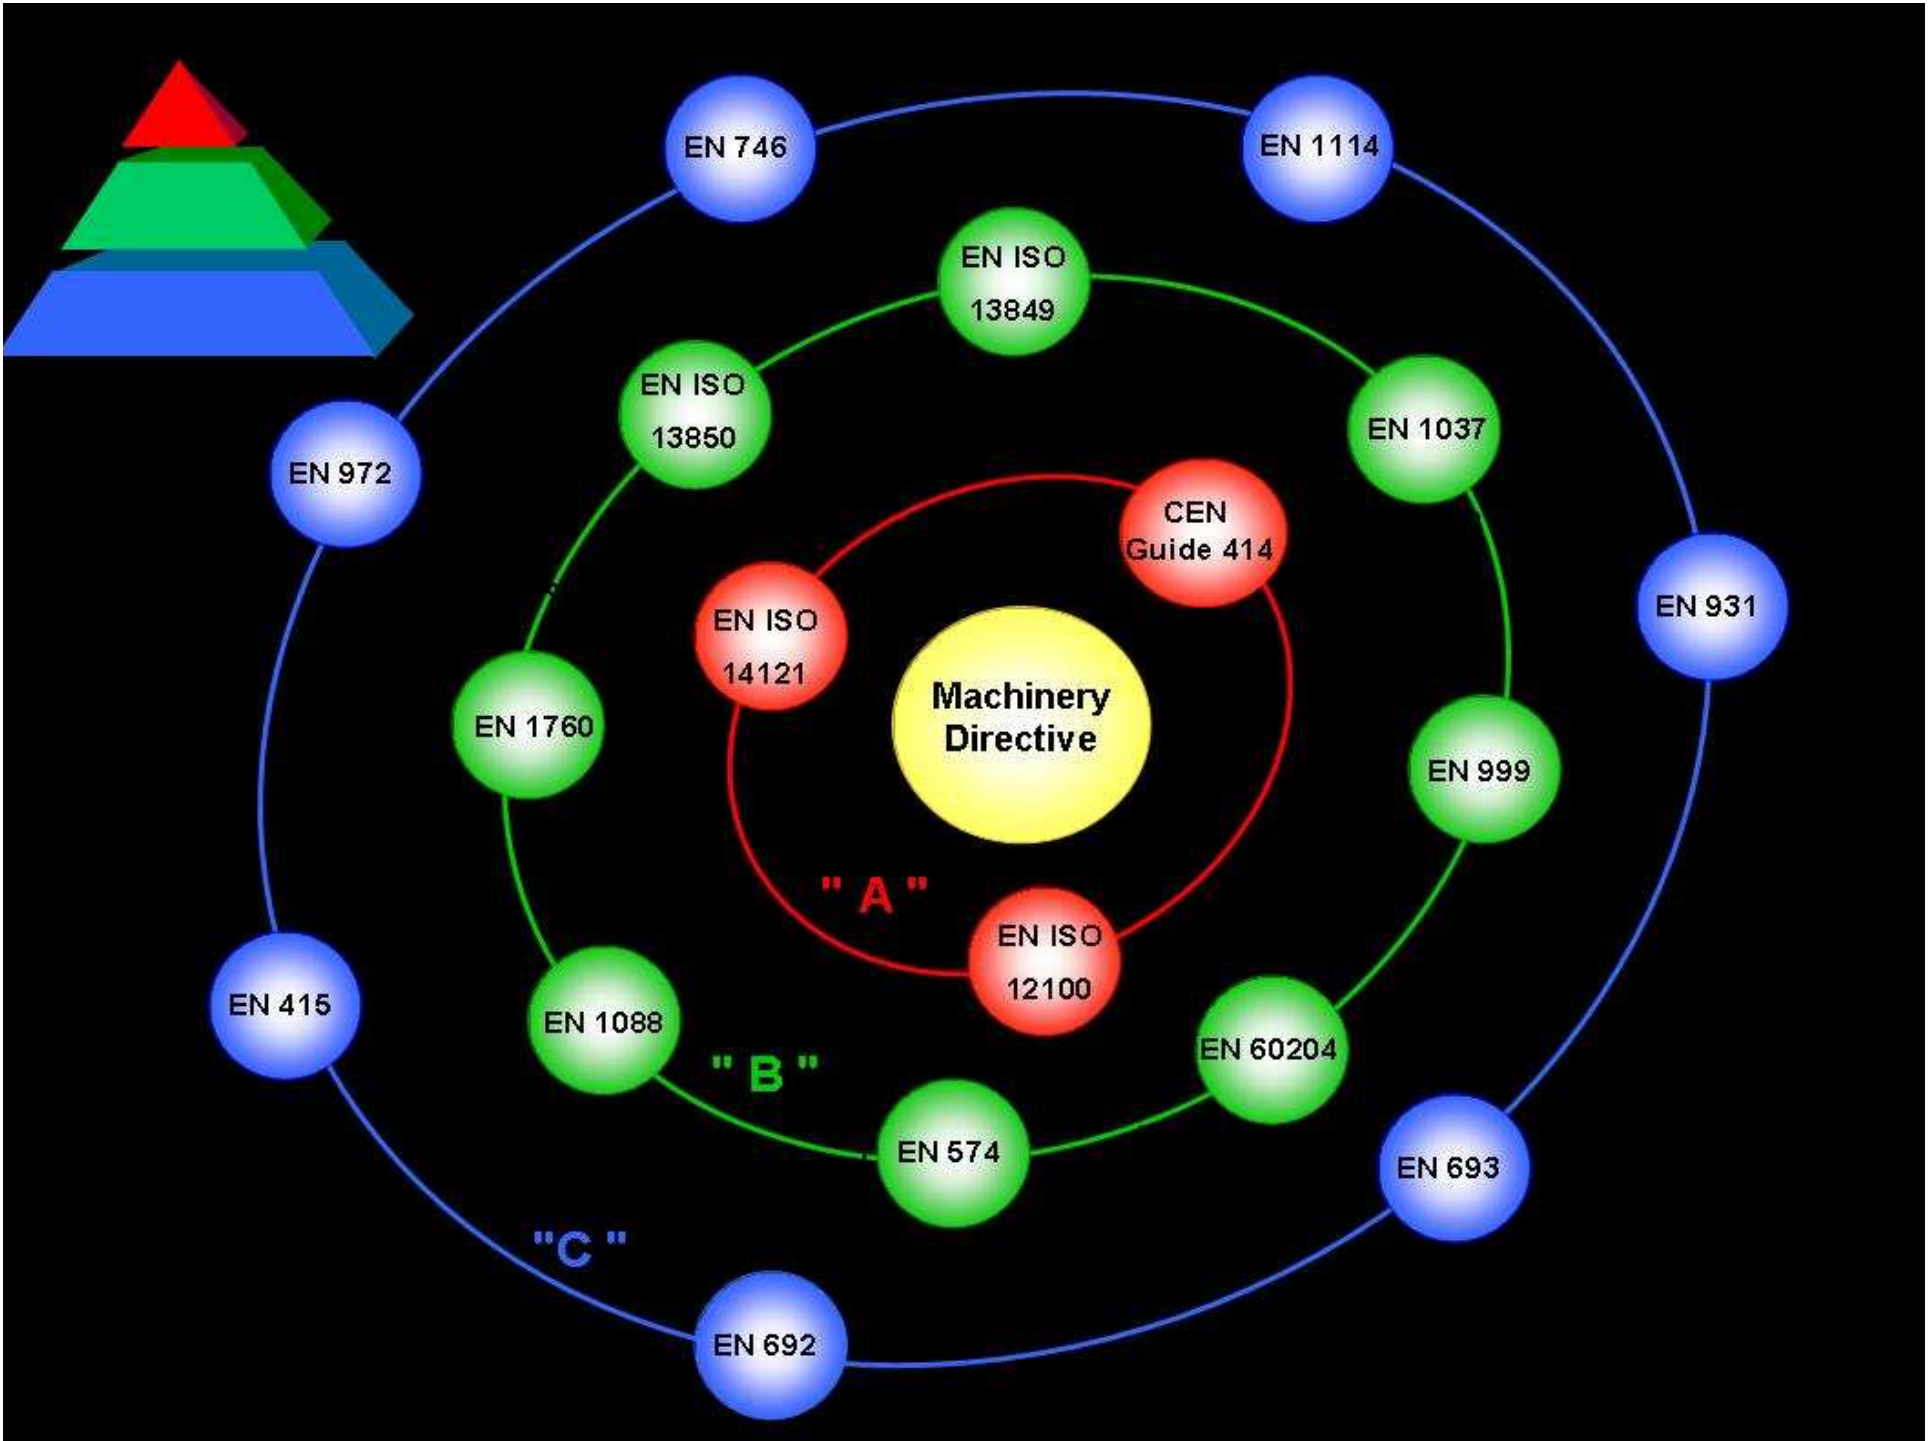 EN 746
EN 1114
EN ISO
13849
EN ISO
13850
EN 1037
EN 972
CEN
Guide 414
EN ISO
14121
EN 931
Machinery
Directive
EN 1760
EN 999
" A "
EN ISO
12100
EN 415
EN 1088
EN 60204
" B "
EN 574
EN 693
"C "
EN 692